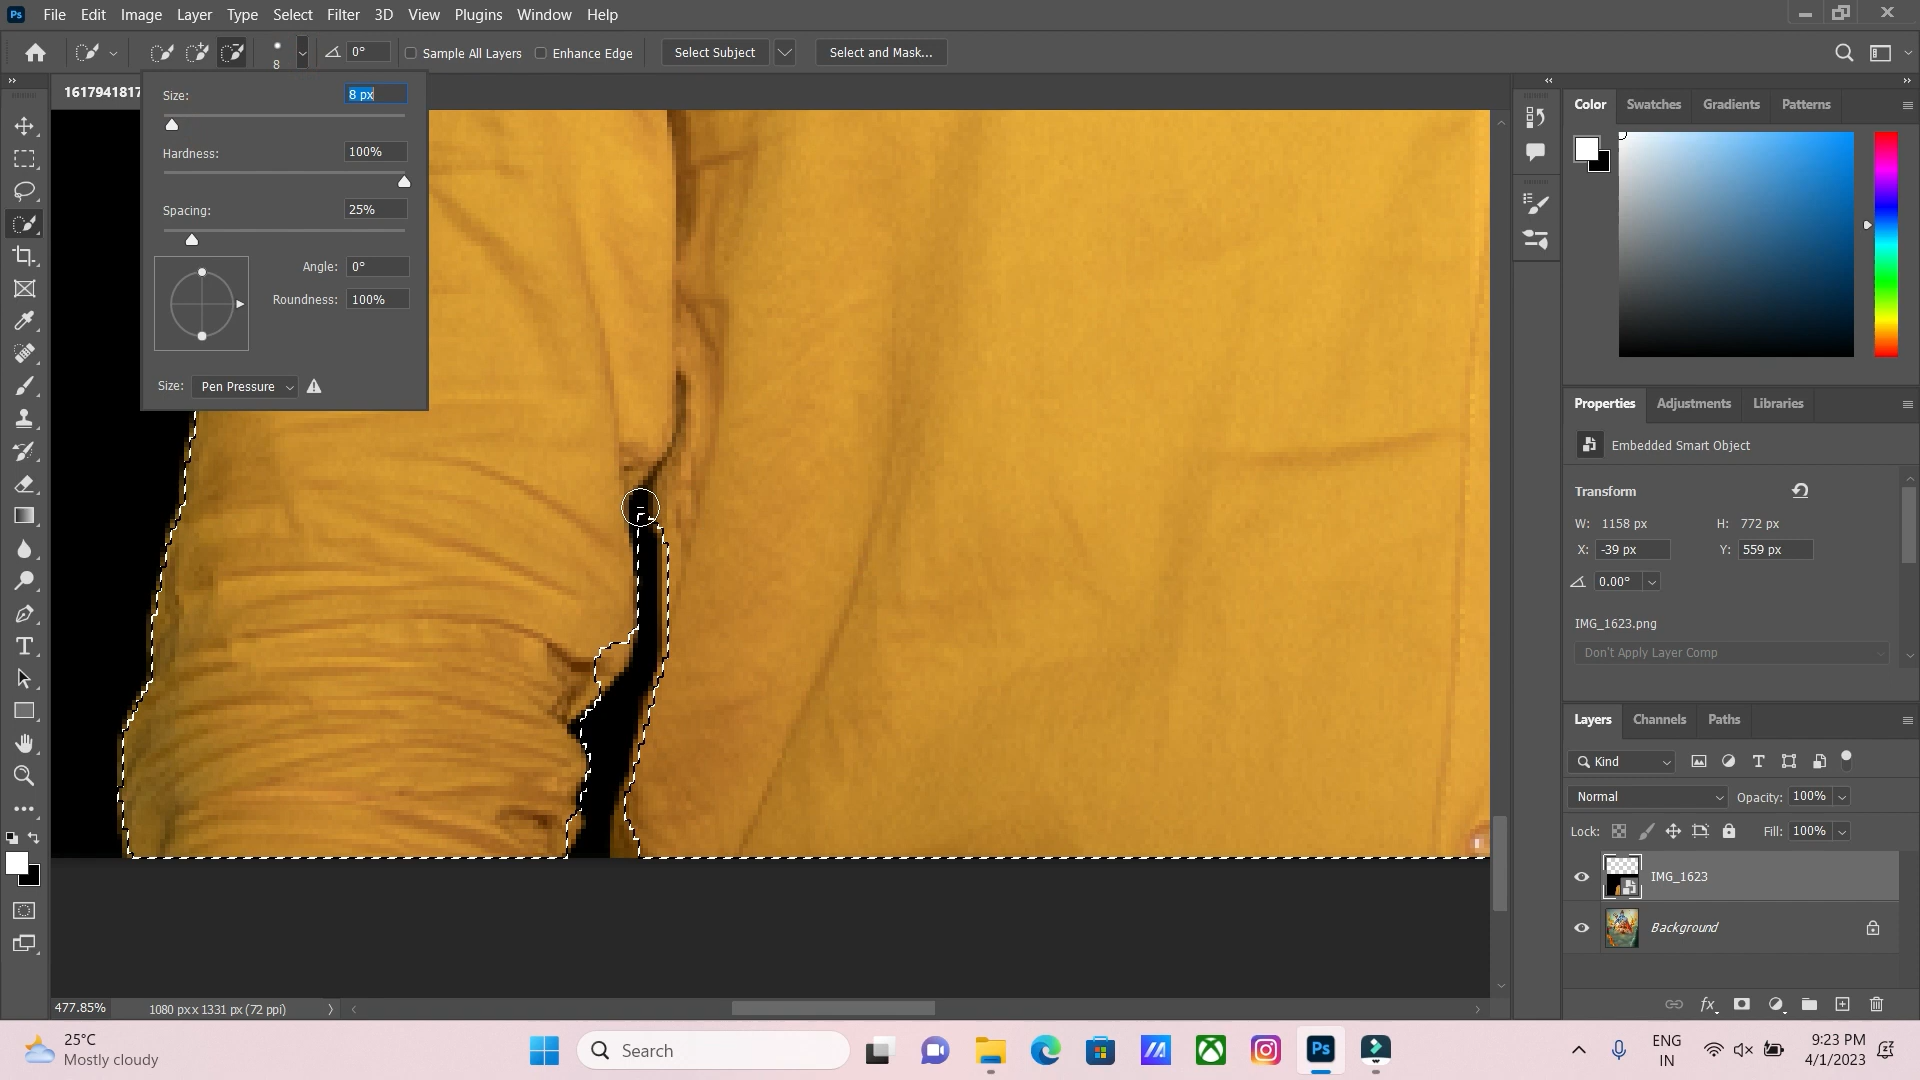 Ps File Edit Image Layer Type Select Filter 3D View Plugins Window Help
8 0° Sample All Layers Enhance Edge Select Subject Select and Mask...
1617941817
Size: 8 px
Hardness: 100%
Spacing: 25%
Angle: 0°
Roundness: 100%
Size: Pen Pressure
Color Swatches Gradients Patterns
Properties Adjustments Libraries
Embedded Smart Object
Transform
W: 1158 px H: 772 px
X: -39 px Y: 559 px
0.00°
IMG_1623.png
Don't Apply Layer Comp
Layers Channels Paths
Kind
Normal Opacity: 100%
Lock: Fill: 100%
IMG_1623
Background
477.85% 1080 px x 1331 px (72 ppi)
25°C
Mostly cloudy
Search
Ps
ENG
IN
9:23 PM
4/1/2023